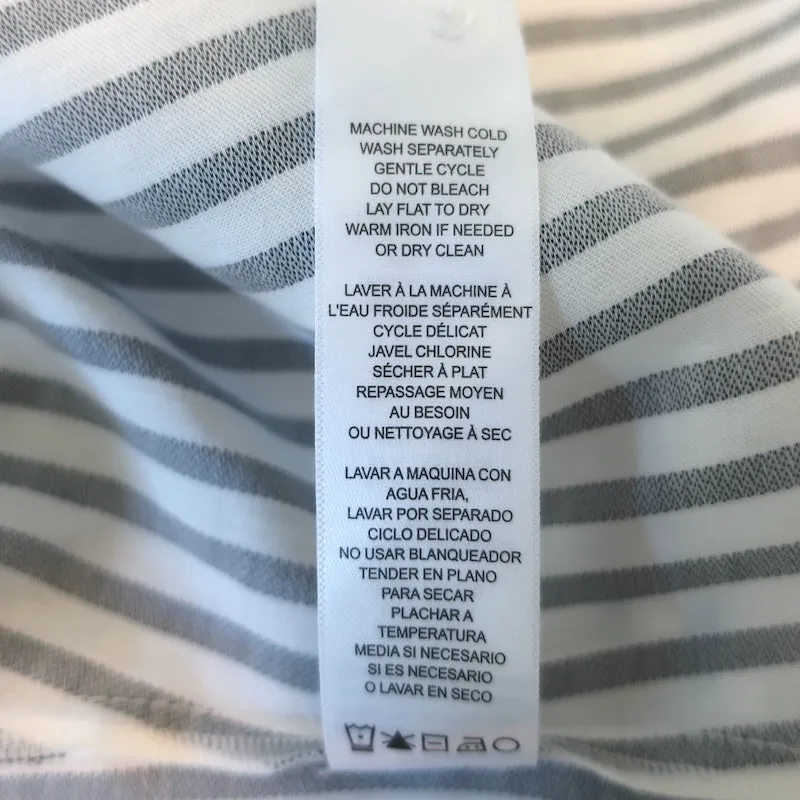 MACHINE WASH COLD
WASH SEPARATELY
GENTLE CYCLE
DO NOT BLEACH
LAY FLAT TO DRY
WARM IRON IF NEEDED
OR DRY CLEAN
LAVER À LA MACHINE À
L'EAU FROIDE SÉPARÉMENT
CYCLE DÉLICAT
JAVEL CHLORINE
SÉCHER À PLAT
REPASSAGE MOYEN
AU BESOIN
OU NETTOYAGE À SEC
LAVAR A MAQUINA CON
AGUA FRIA,
LAVAR POR SEPARADO
CICLO DELICADO
NO USAR BLANQUEADOR
TENDER EN PLANO
PARA SECAR
PLACHAR A
TEMPERATURA
MEDIA SI NECESARIO
SI ES NECESARIO
O LAVAR EN SECO